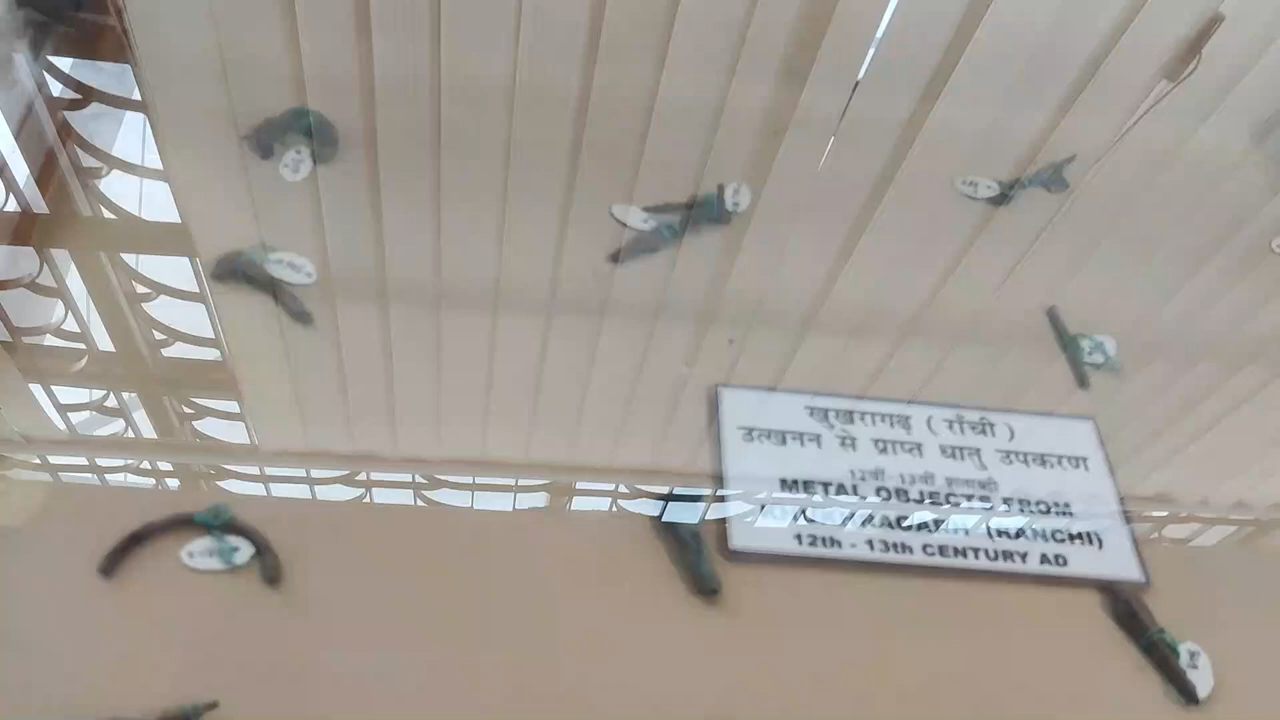 खुखरागढ़ ( राँची )
उत्खनन से प्राप्त धातु उपकरण
12वीं-13वीं शताब्दी
METAL OBJECTS FROM
(RANCHI)
12th - 13th CENTURY AD